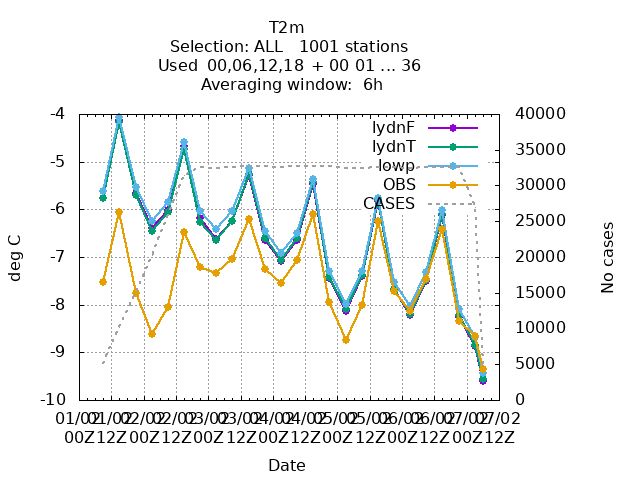 T2m
Selection: ALL   1001 stations
Used  00,06,12,18 + 00 01 ... 36
Averaging window:  6h
lydnF
lydnT
lowp
OBS
CASES
deg C
-4
-5
-6
-7
-8
-9
-10
No cases
40000
35000
30000
25000
20000
15000
10000
5000
0
01/02 01/02 02/02 02/02 03/02 03/02 04/02 04/02 05/02 05/02 06/02 06/02 07/02 07/02
00Z 12Z 00Z 12Z 00Z 12Z 00Z 12Z 00Z 12Z 00Z 12Z 00Z 12Z
Date